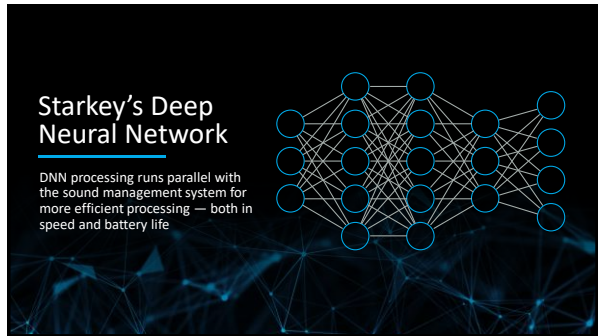 Starkey’s Deep
Neural Network
DNN processing runs parallel with
the sound management system for
more efficient processing — both in
speed and battery life